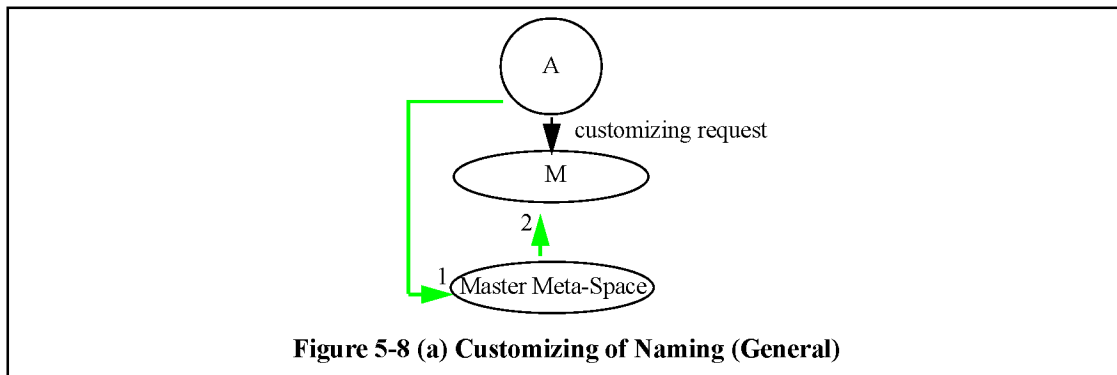 A
customizing request
M
2
1
Master Meta-Space
Figure 5-8 (a) Customizing of Naming (General)